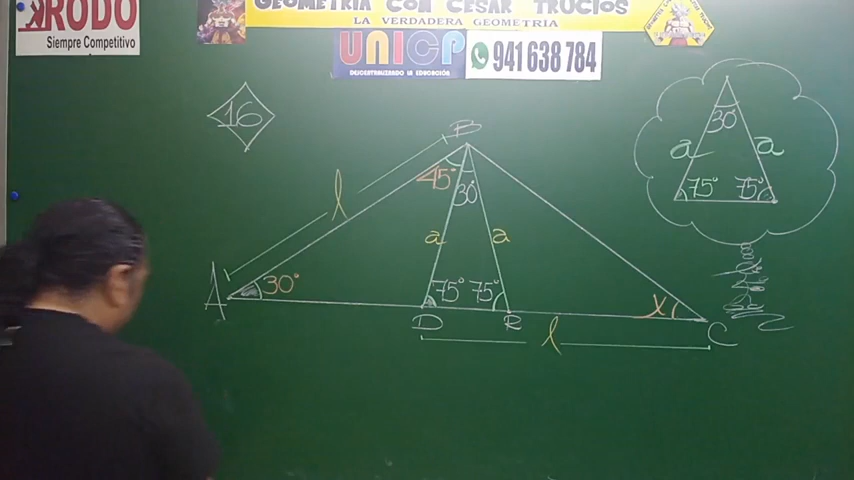 RODO
Siempre Competitivo
GEOMETRÍA CON CESAR TRUCIOS
LA VERDADERA GEOMETRIA
UNICP
DESCENTRALIZANDO LA EDUCACIÓN
941 638 784
16
B
l
45°
30°
a
a
A
30°
75°
75°
x
D
R
C
l
30°
a
a
75°
75°